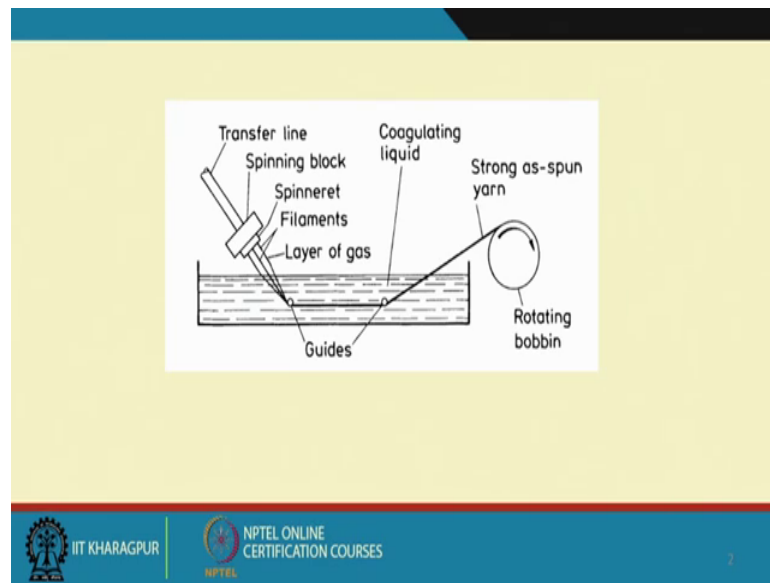 Transfer line
Spinning block
Spinneret
Filaments
Layer of gas
Coagulating
liquid
Strong as-spun
yarn
Guides
Rotating
bobbin
IIT KHARAGPUR
NPTEL
NPTEL ONLINE
CERTIFICATION COURSES
2